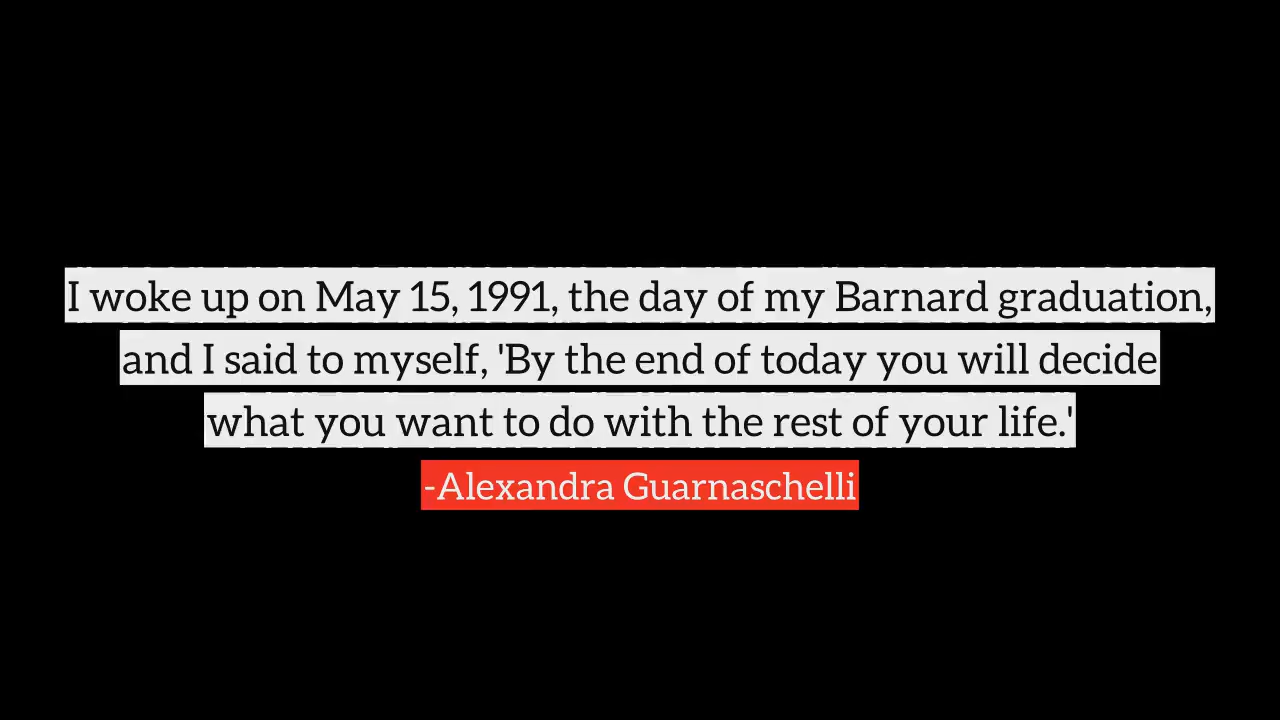 I woke up on May 15, 1991, the day of my Barnard graduation,
and I said to myself, 'By the end of today you will decide
what you want to do with the rest of your life.'
-Alexandra Guarnaschelli